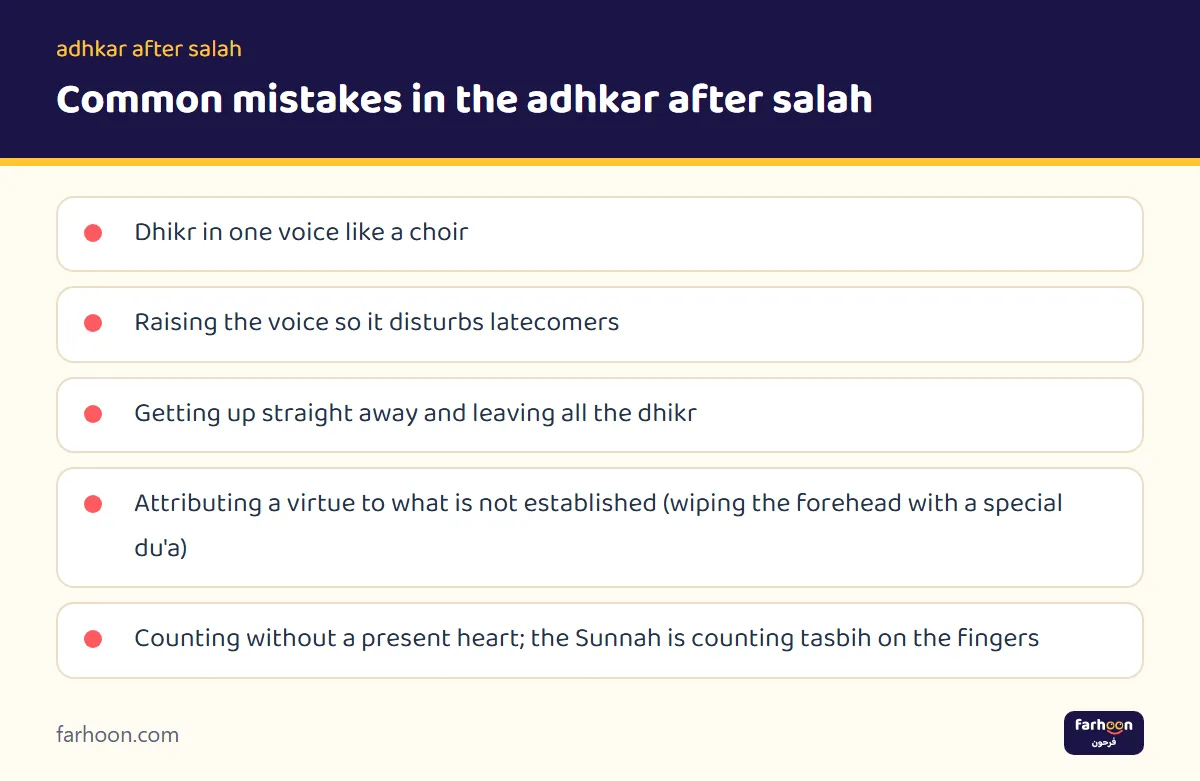 adhkar after salah
Common mistakes in the adhkar after salah
Dhikr in one voice like a choir
Raising the voice so it disturbs latecomers
Getting up straight away and leaving all the dhikr
Attributing a virtue to what is not established (wiping the forehead with a special
du'a)
Counting without a present heart; the Sunnah is counting tasbih on the fingers
farhoon.com
farhoon
فرحون